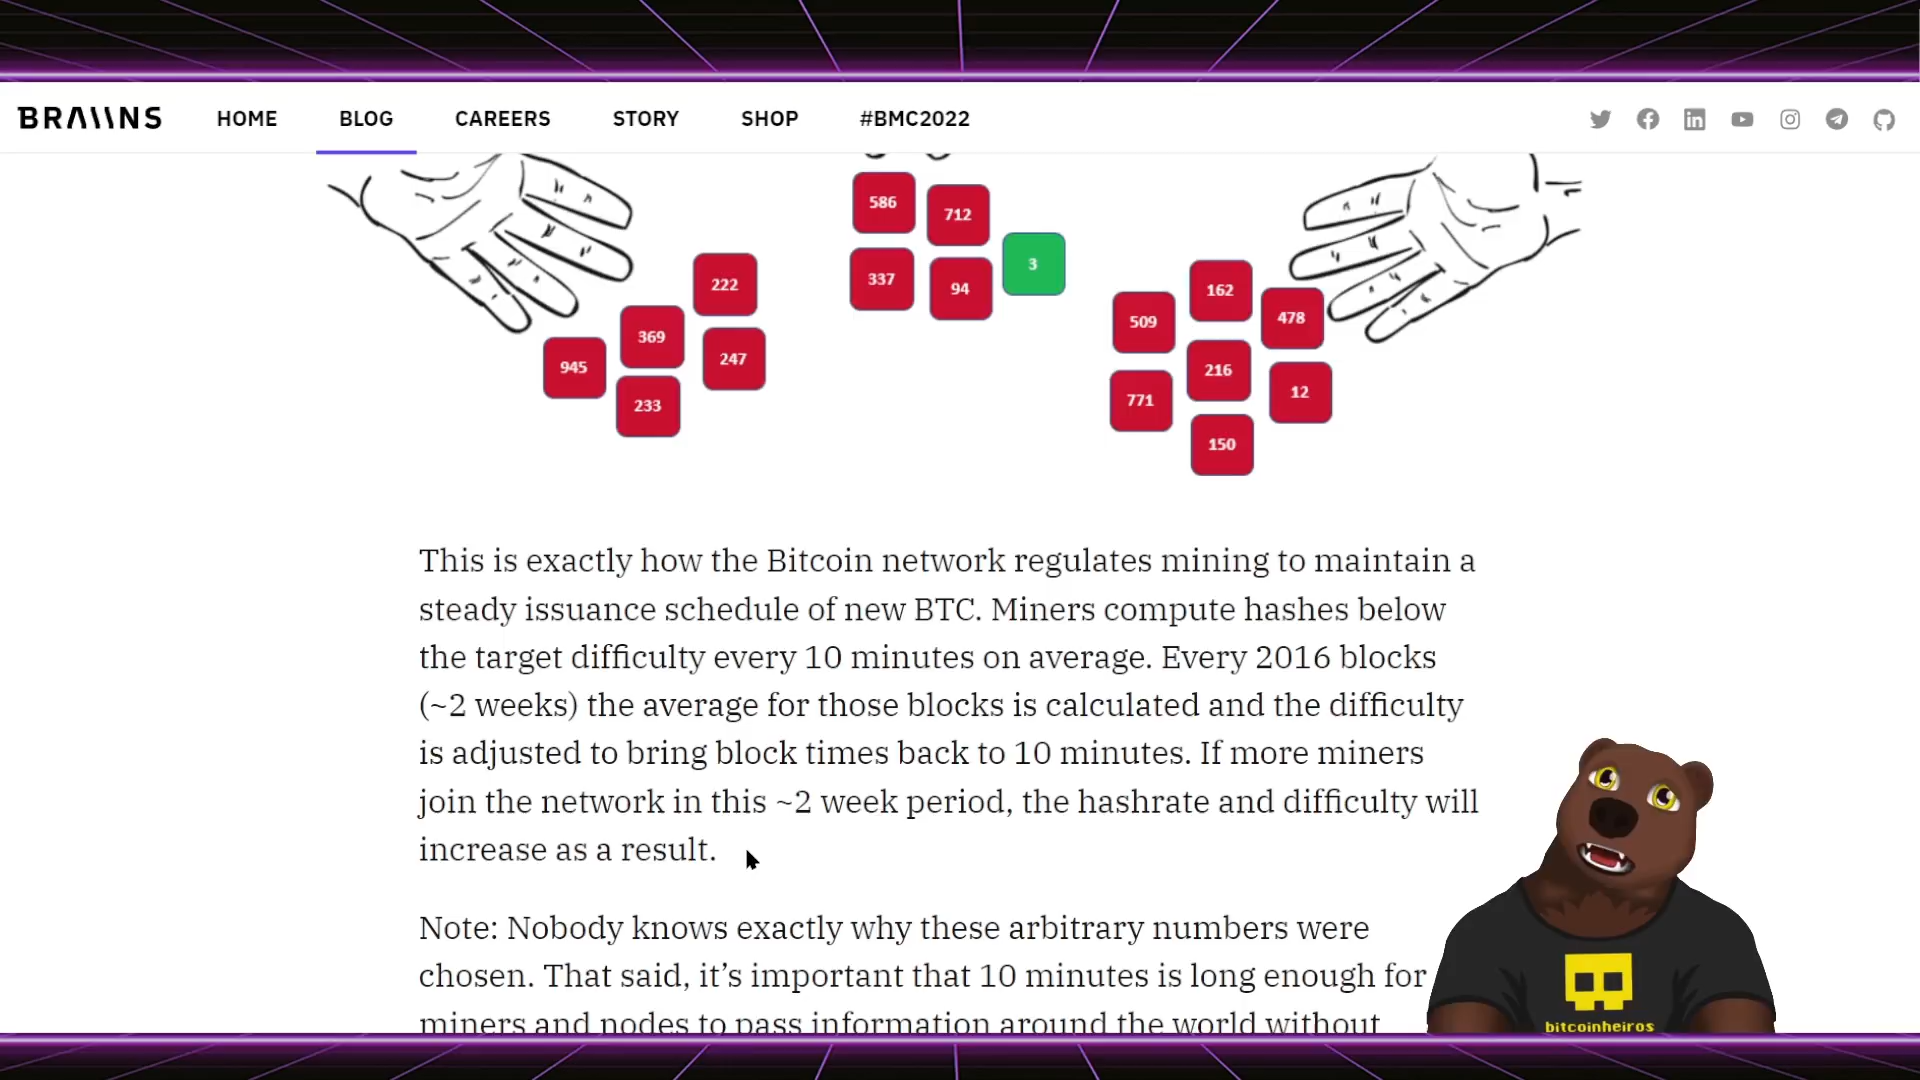 BRAIINS
HOME
BLOG
CAREERS
STORY
SHOP
#BMC2022
586
712
3
337
94
222
369
247
945
233
162
478
509
216
12
771
150
This is exactly how the Bitcoin network regulates mining to maintain a
steady issuance schedule of new BTC. Miners compute hashes below
the target difficulty every 10 minutes on average. Every 2016 blocks
(~2 weeks) the average for those blocks is calculated and the difficulty
is adjusted to bring block times back to 10 minutes. If more miners
join the network in this ~2 week period, the hashrate and difficulty will
increase as a result.
Note: Nobody knows exactly why these arbitrary numbers were
chosen. That said, it’s important that 10 minutes is long enough for
miners and nodes to pass information around the world without
bitcoinheiros